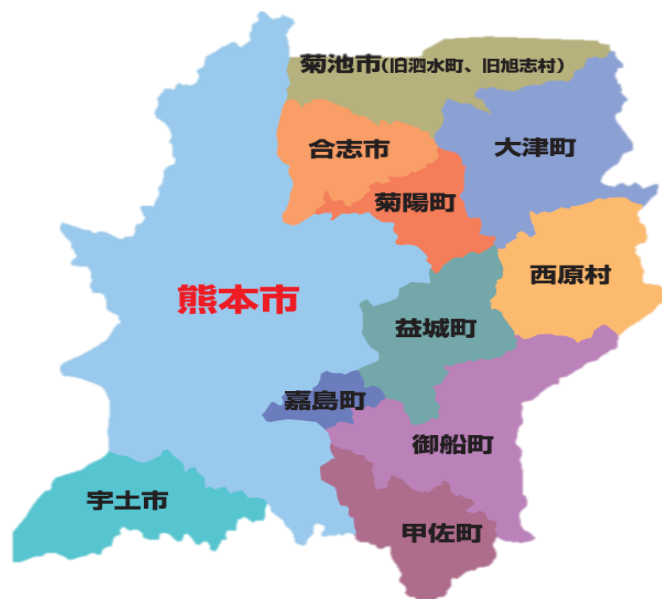 菊池市(旧泗水町、旧旭志村)
合志市
大津町
菊陽町
西原村
熊本市
益城町
嘉島町
御船町
宇土市
甲佐町